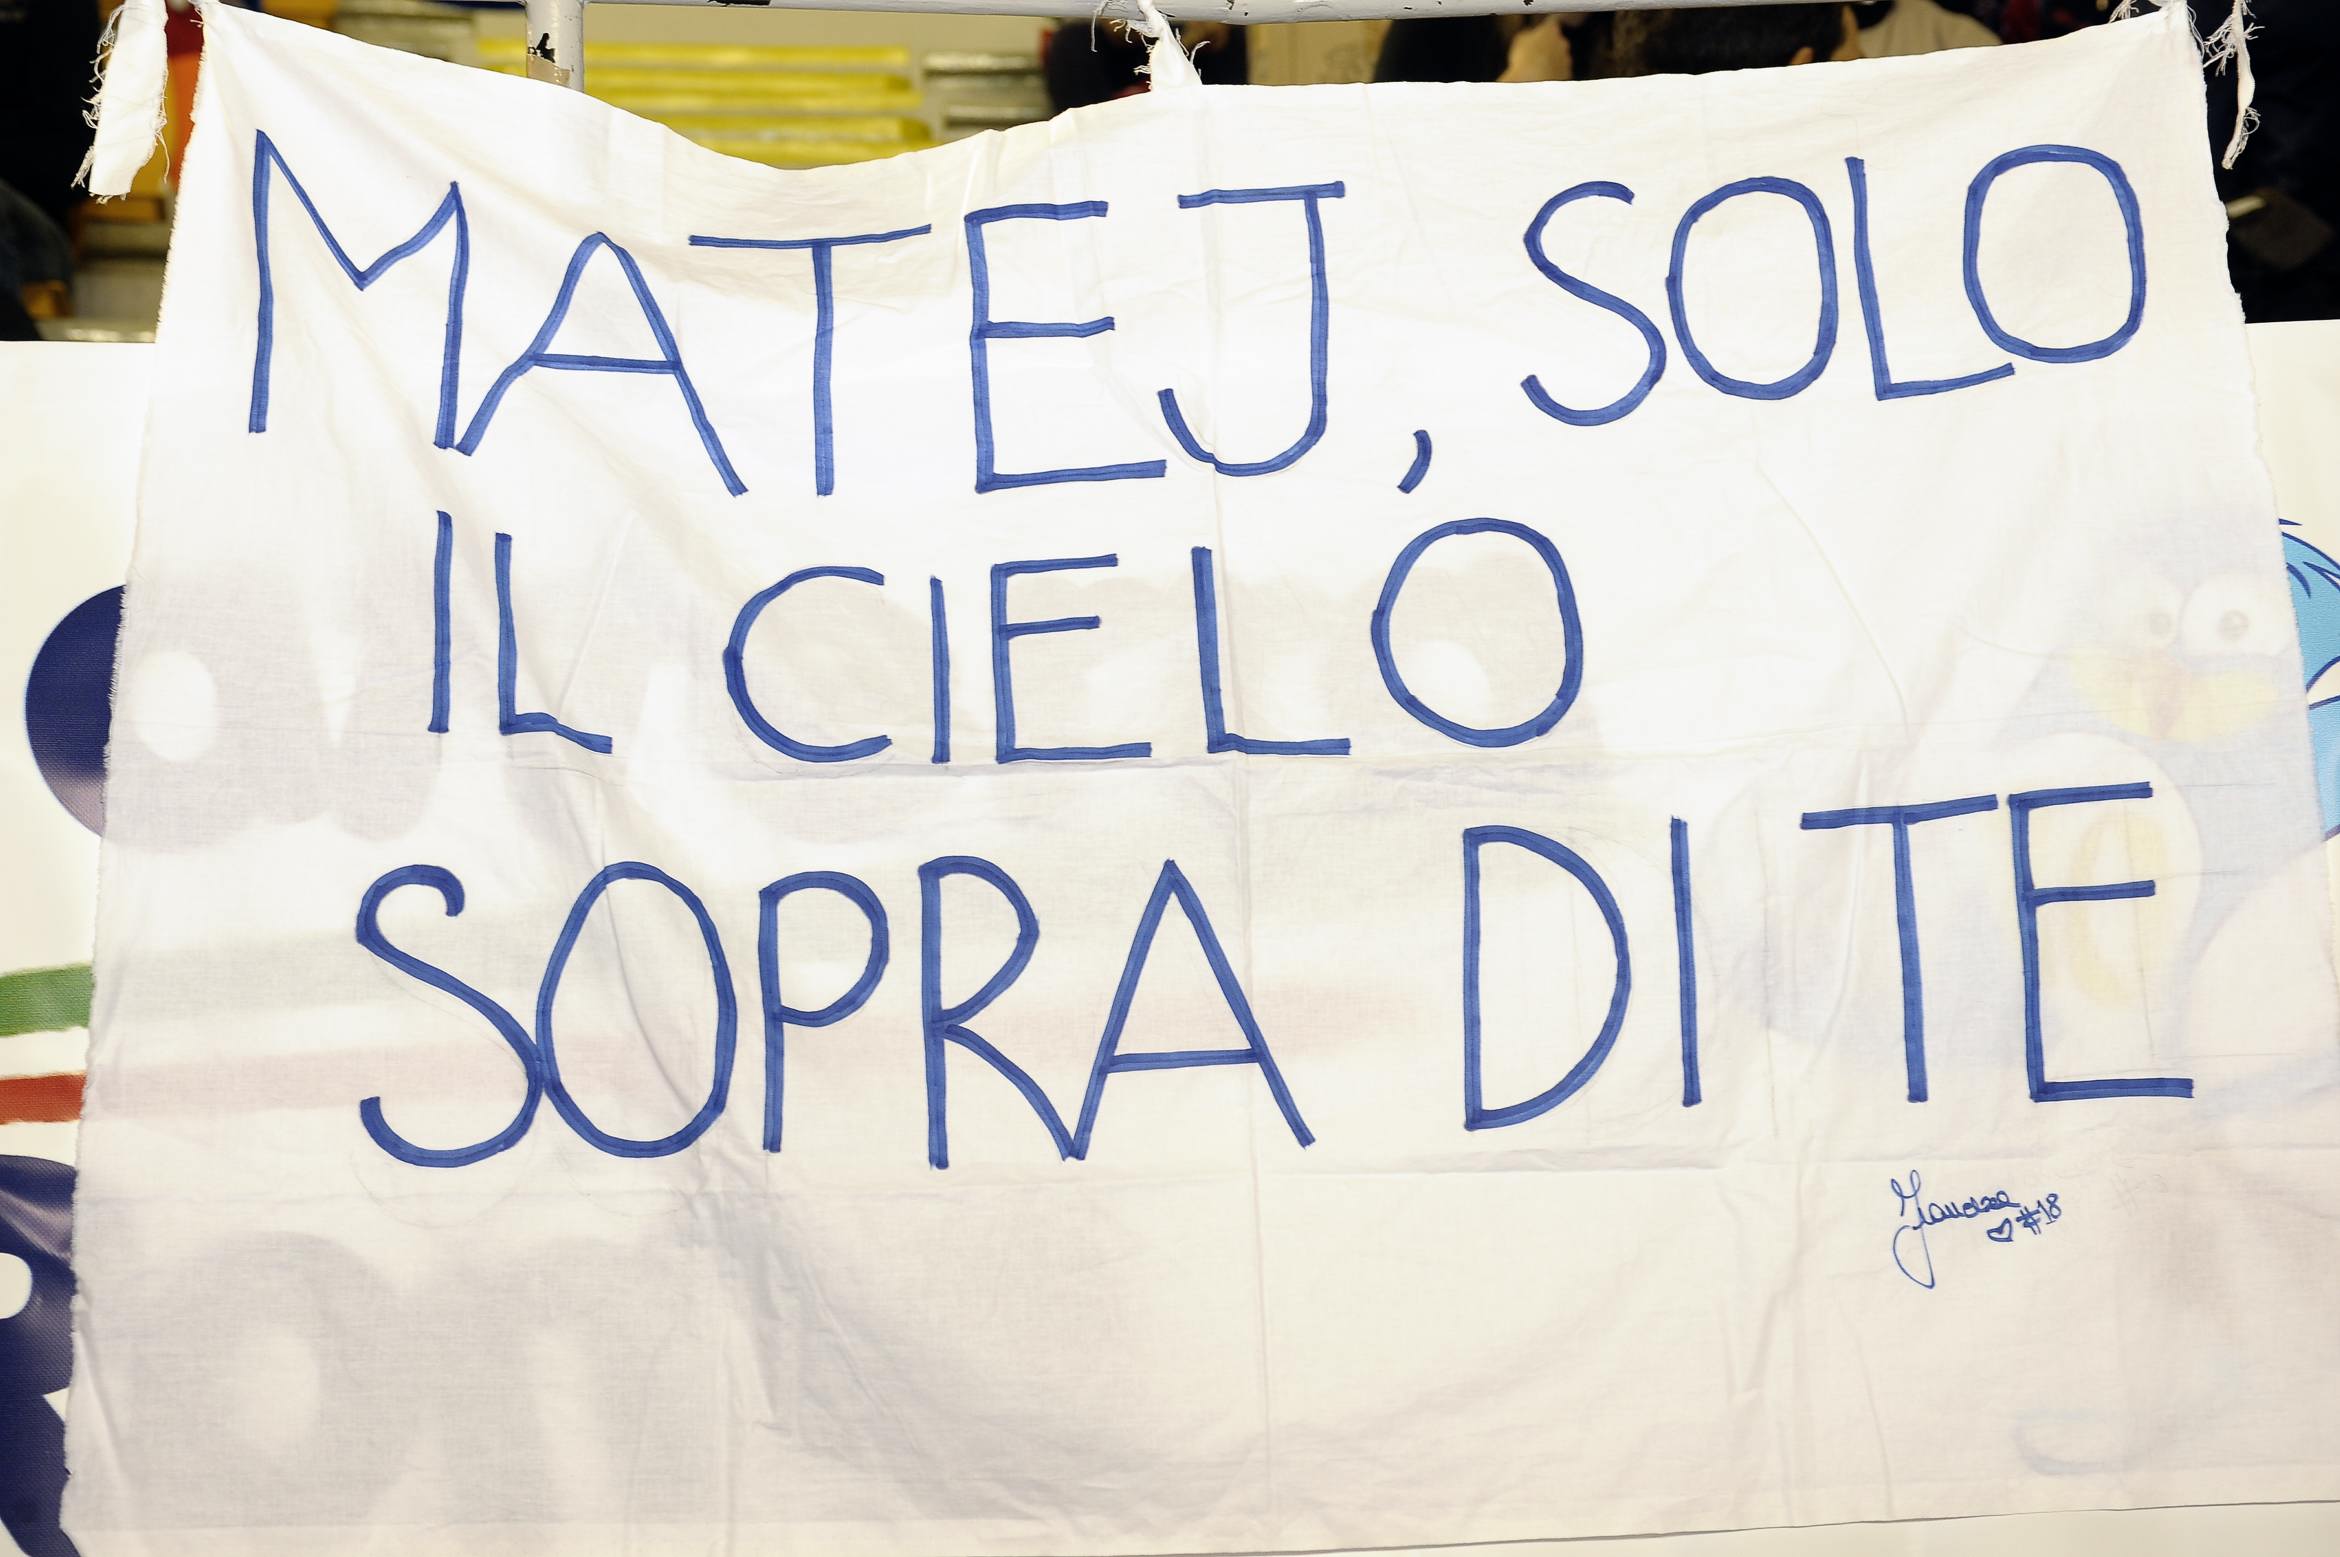 MATEJ, SOLO
IL CIELO
SOPRA DI TE
#18